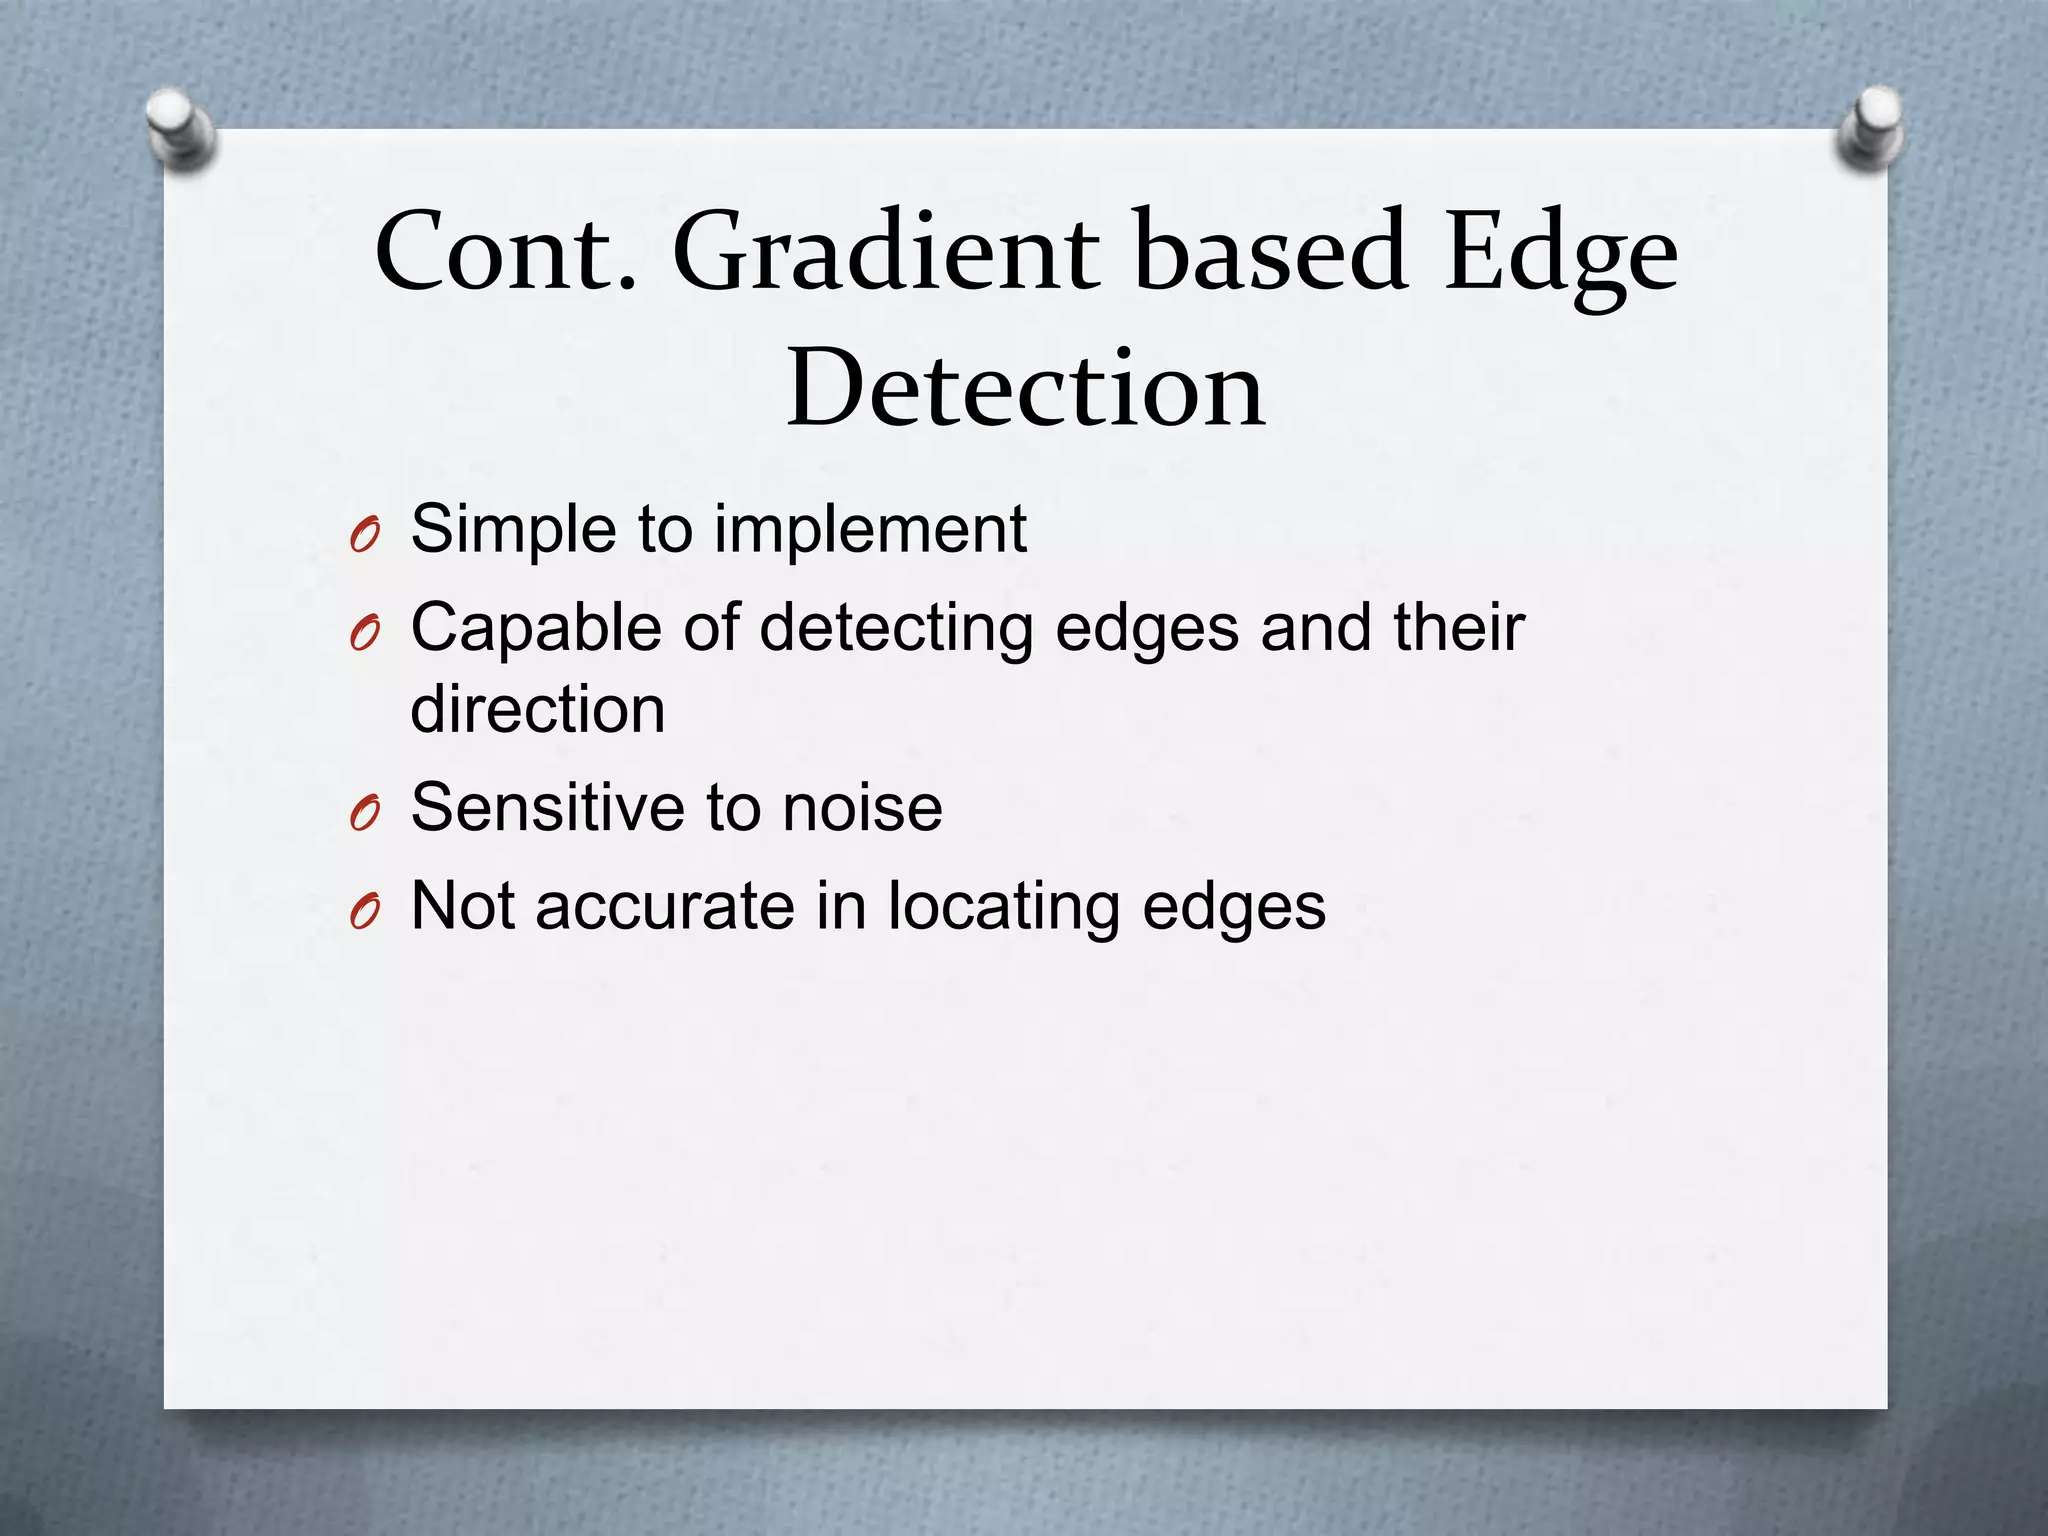 Cont. Gradient based Edge
Detection
Simple to implement
Capable of detecting edges and their
direction
Sensitive to noise
Not accurate in locating edges